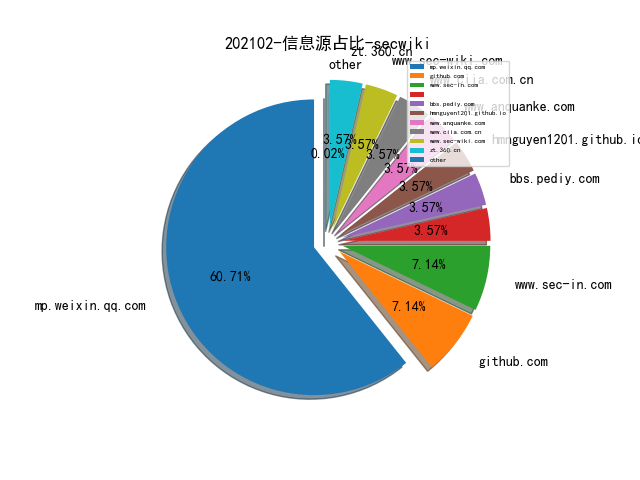 202102-信息源占比-secwiki
zt.360.cn
other
www.sec-wiki.com
www.ciia.com.cn
www.anquanke.com
hmnguyen1201.github.io
bbs.pediy.com
www.sec-in.com
github.com
mp.weixin.qq.com
0.02%
3.57%
3.57%
3.57%
3.57%
3.57%
3.57%
3.57%
7.14%
7.14%
60.71%
mp.weixin.qq.com
github.com
www.sec-in.com
bbs.pediy.com
hmnguyen1201.github.io
www.anquanke.com
www.ciia.com.cn
www.sec-wiki.com
zt.360.cn
other